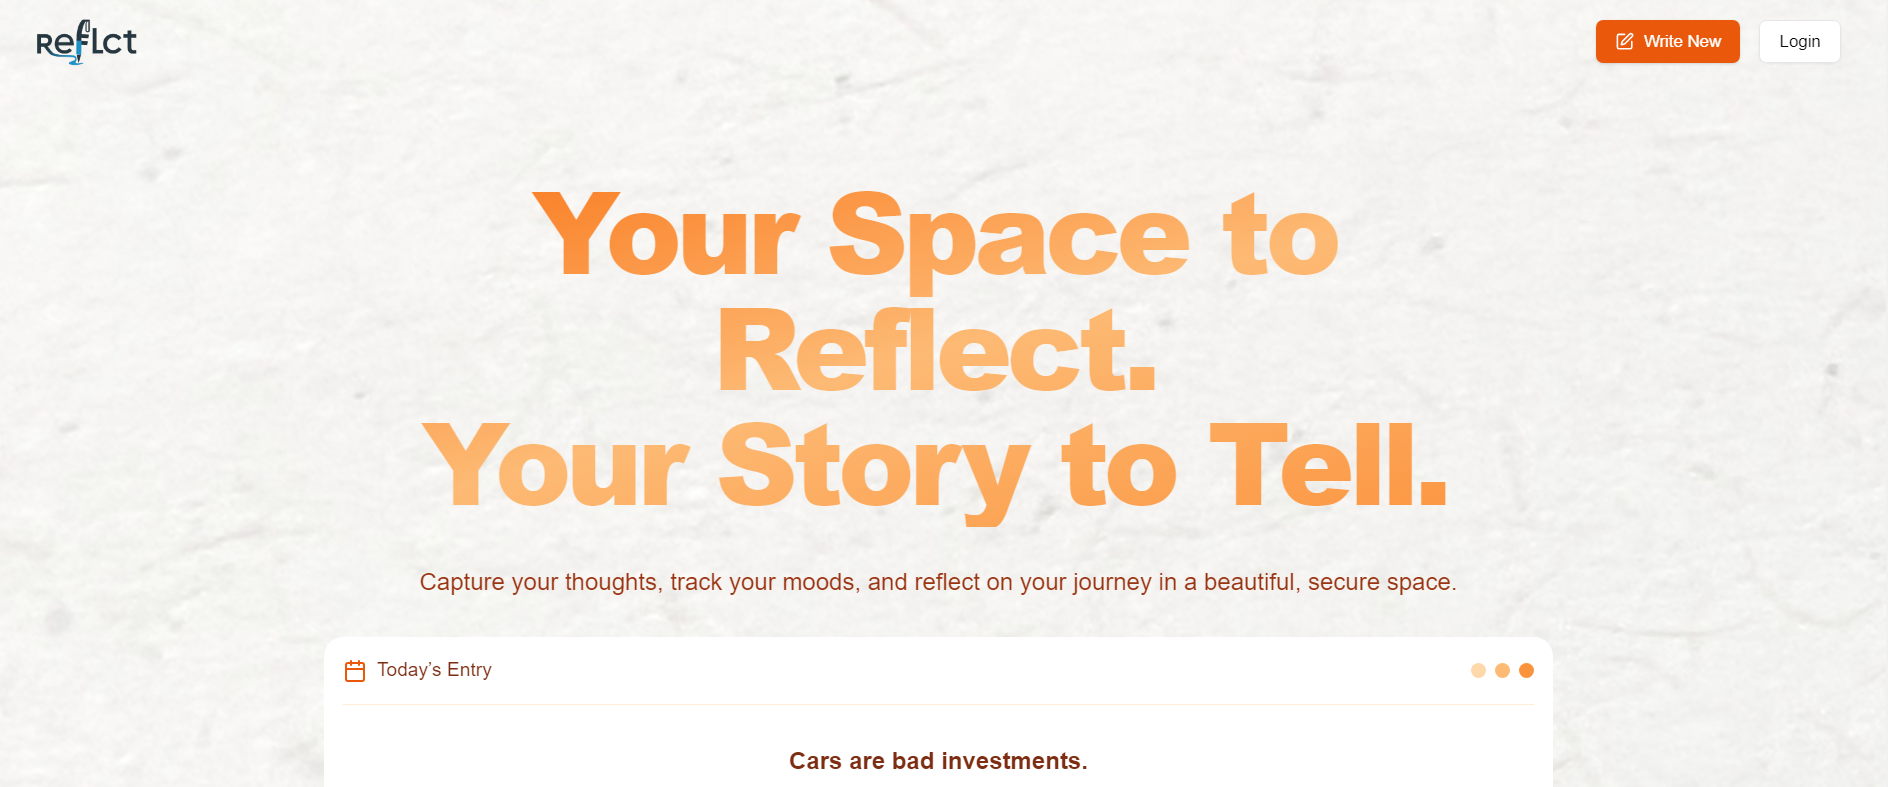 Reflct
Write New
Login
Your Space to
Reflect.
Your Story to Tell.
Capture your thoughts, track your moods, and reflect on your journey in a beautiful, secure space.
Today’s Entry
Cars are bad investments.